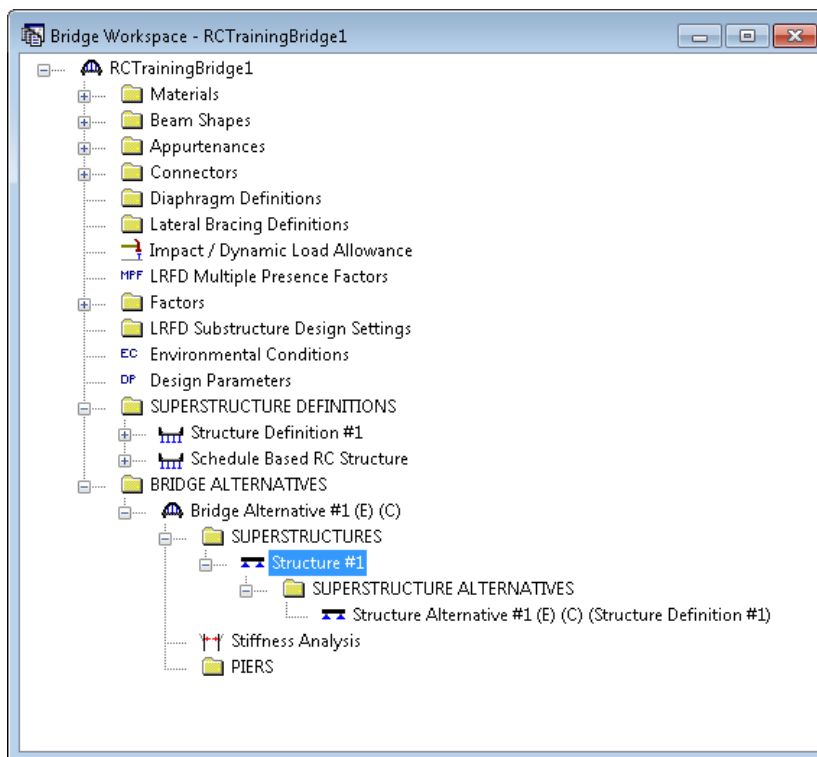 Bridge Workspace - RCTrainingBridge1
RCTrainingBridge1
Materials
Beam Shapes
Appurtenances
Connectors
Diaphragm Definitions
Lateral Bracing Definitions
Impact / Dynamic Load Allowance
MPF LRFD Multiple Presence Factors
Factors
LRFD Substructure Design Settings
EC Environmental Conditions
DP Design Parameters
SUPERSTRUCTURE DEFINITIONS
Structure Definition #1
Schedule Based RC Structure
BRIDGE ALTERNATIVES
Bridge Alternative #1 (E) (C)
SUPERSTRUCTURES
Structure #1
SUPERSTRUCTURE ALTERNATIVES
Structure Alternative #1 (E) (C) (Structure Definition #1)
Stiffness Analysis
PIERS